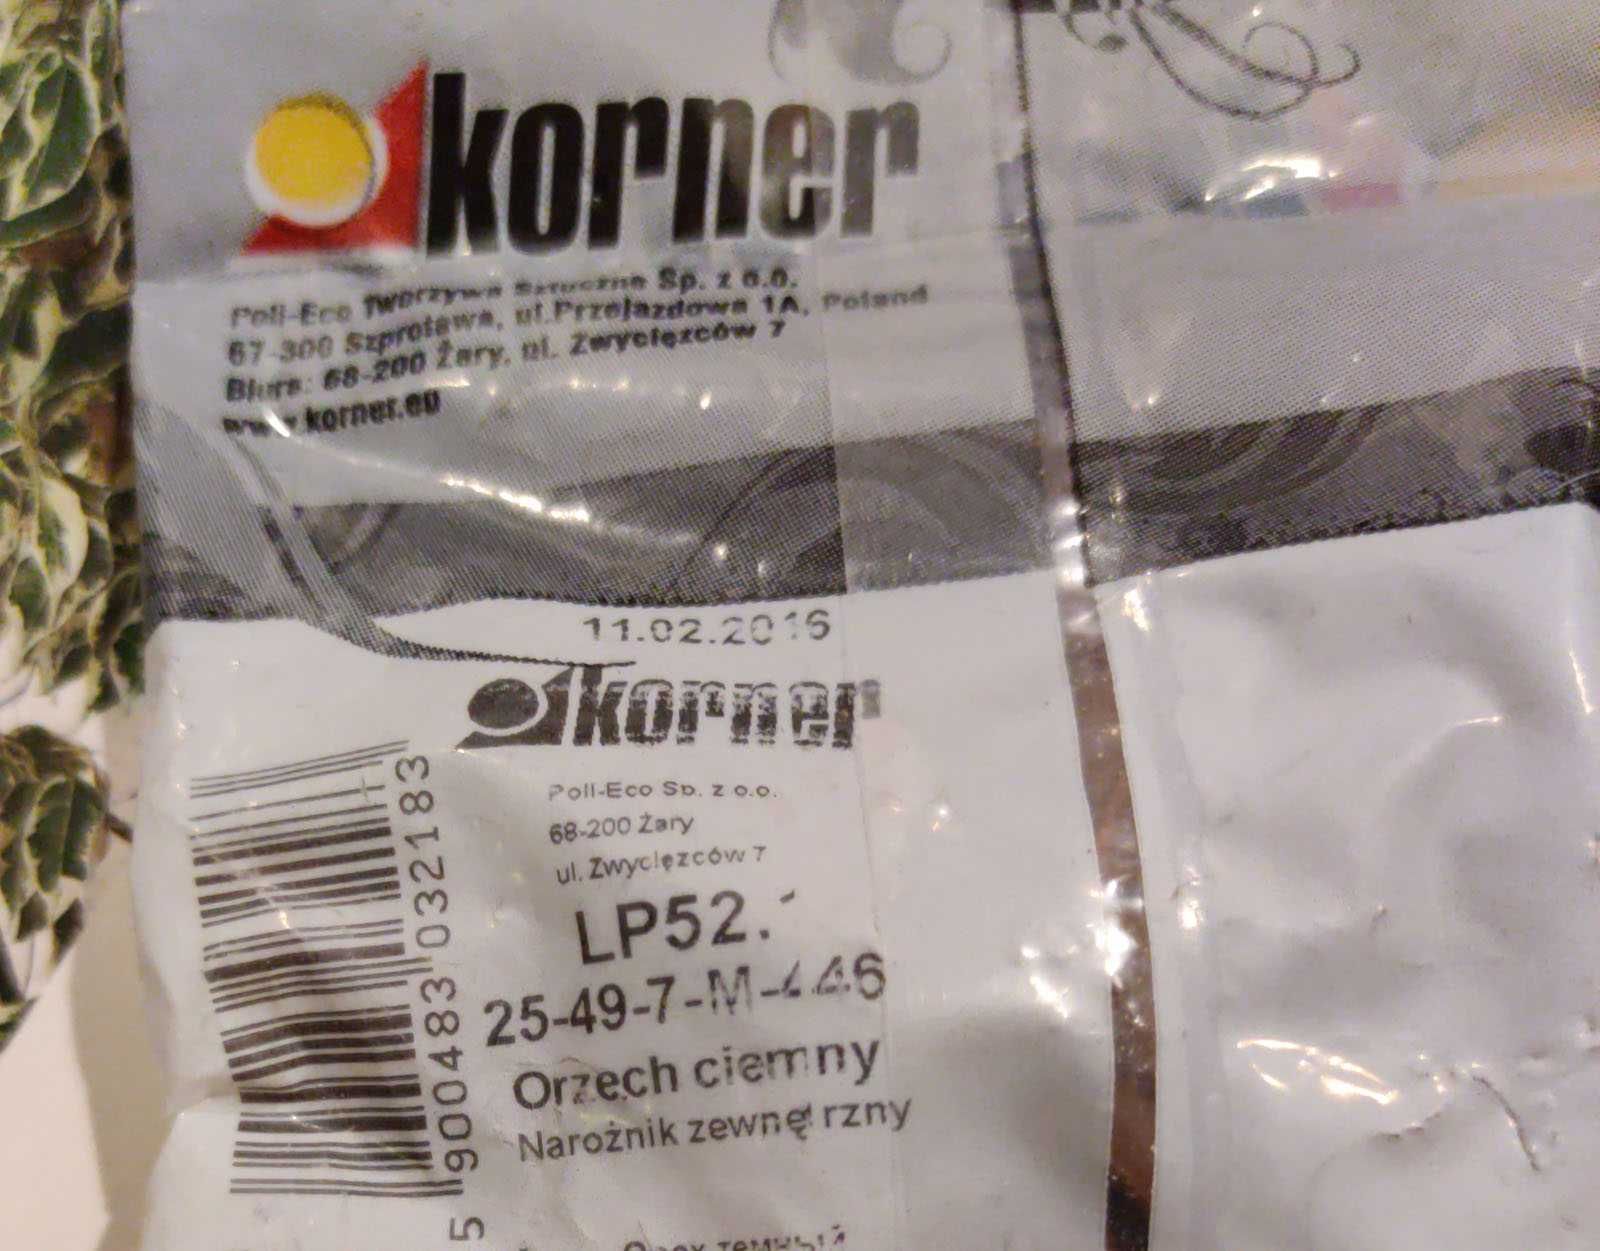 korner
Poli-Eco Tworzywa Sztuczne Sp. z o.o.
67-300 Szprotawa, ul.Przejazdowa 1A, Poland
Biuro: 68-200 Żary, ul. Zwycięzców 7
www.korner.eu
11.02.2016
korner
Poli-Eco Sp. z o.o.
68-200 Żary
ul. Zwycięzców 7
LP52.
25-49-7-M-446
Orzech ciemny
Narożnik zewnętrzny
5 900483 032183